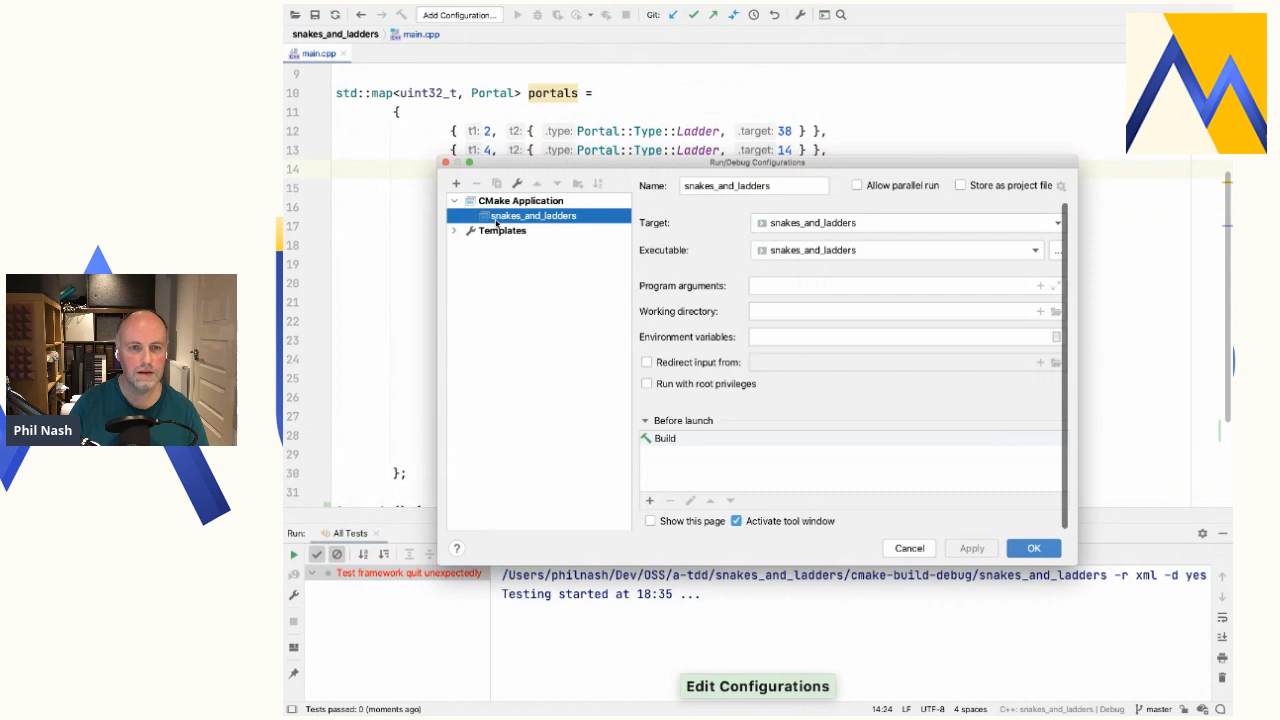 Add Configuration...
Git:
snakes_and_ladders
main.cpp
main.cpp
9
10 std::map<uint32_t, Portal> portals =
11 {
12 { t1: 2, t2: { .type: Portal::Type::Ladder, .target: 38 } },
13 { t1: 4, t2: { .type: Portal::Type::Ladder, .target: 14 } },
14
15
16
17
18
19
20
21
22
23
24
25
26
27
28
29
30 };
31
Run/Debug Configurations
CMake Application
snakes_and_ladders
Templates
Name: snakes_and_ladders
Allow parallel run
Store as project file
Target: snakes_and_ladders
Executable: snakes_and_ladders
Program arguments:
Working directory:
Environment variables:
Redirect input from:
Run with root privileges
Before launch
Build
Show this page
Activate tool window
?
Cancel
Apply
OK
Phil Nash
Run: All Tests
Test framework quit unexpectedly
/Users/philnash/Dev/OSS/a-tdd/snakes_and_ladders/cmake-build-debug/snakes_and_ladders -r xml -d yes
Testing started at 18:35 ...
Edit Configurations
Tests passed: 0 (moments ago)
14:24 LF UTF-8 4 spaces C++: snakes_and_ladders | Debug master